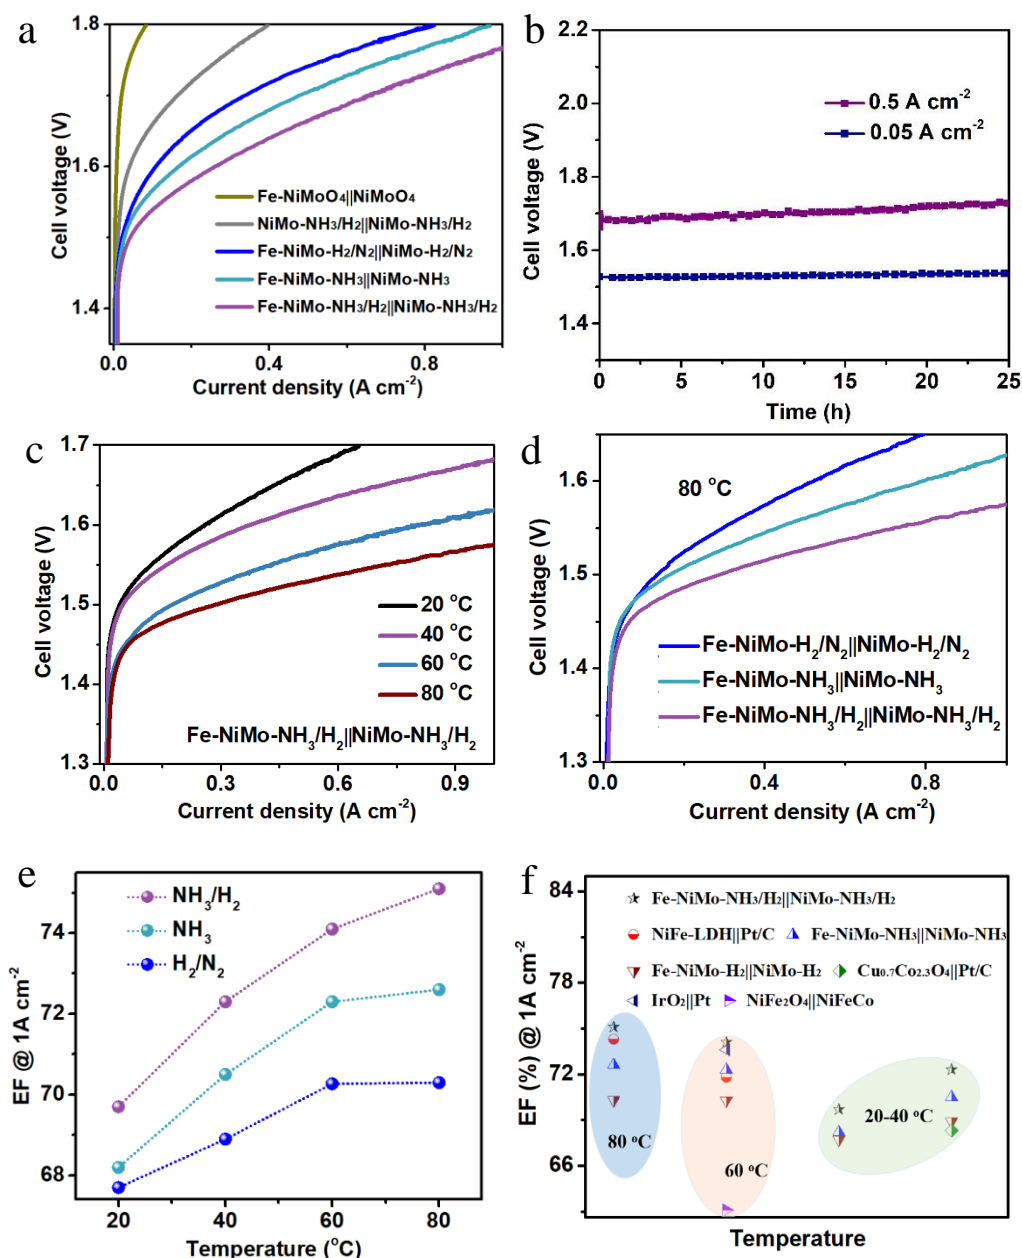 a
1.8
1.6
1.4
Cell voltage (V)
Fe-NiMoO₄||NiMoO₄
NiMo-NH₃/H₂||NiMo-NH₃/H₂
Fe-NiMo-H₂/N₂||NiMo-H₂/N₂
Fe-NiMo-NH₃||NiMo-NH₃
Fe-NiMo-NH₃/H₂||NiMo-NH₃/H₂
0.0 0.4 0.8
Current density (A cm⁻²)
b
2.2
2.0
1.8
1.6
1.4
Cell voltage (V)
0.5 A cm⁻²
0.05 A cm⁻²
0 5 10 15 20 25
Time (h)
c
1.7
1.6
1.5
1.4
1.3
Cell voltage (V)
20 °C
40 °C
60 °C
80 °C
Fe-NiMo-NH₃/H₂||NiMo-NH₃/H₂
0.0 0.3 0.6 0.9
Current density (A cm⁻²)
d
1.6
1.5
1.4
1.3
Cell voltage (V)
80 °C
Fe-NiMo-H₂/N₂||NiMo-H₂/N₂
Fe-NiMo-NH₃||NiMo-NH₃
Fe-NiMo-NH₃/H₂||NiMo-NH₃/H₂
0.0 0.4 0.8
Current density (A cm⁻²)
e
74
72
70
68
EF @ 1A cm⁻²
NH₃/H₂
NH₃
H₂/N₂
20 40 60 80
Temperature (°C)
f
84
78
72
66
EF (%) @ 1A cm⁻²
Fe-NiMo-NH₃/H₂||NiMo-NH₃/H₂
NiFe-LDH||Pt/C Fe-NiMo-NH₃||NiMo-NH₃
Fe-NiMo-H₂||NiMo-H₂ Cu₀.₇Co₂.₃O₄||Pt/C
IrO₂||Pt NiFe₂O₄||NiFeCo
80 °C
60 °C
20-40 °C
Temperature